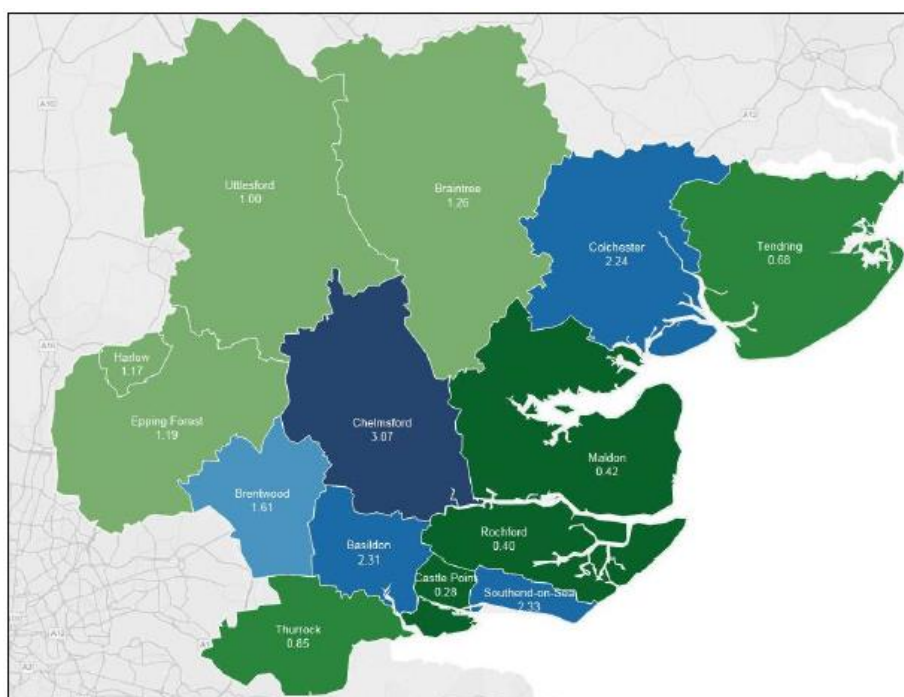 A10
A12
Uttlesford
1.00
Braintree
1.26
Colchester
2.24
Tendring
0.68
Harlow
1.17
Epping Forest
1.19
Chelmsford
3.07
Maldon
0.42
Brentwood
1.61
Rochford
0.40
Basildon
2.31
Castle Point
0.28
Southend-on-Sea
2.33
Thurrock
0.85